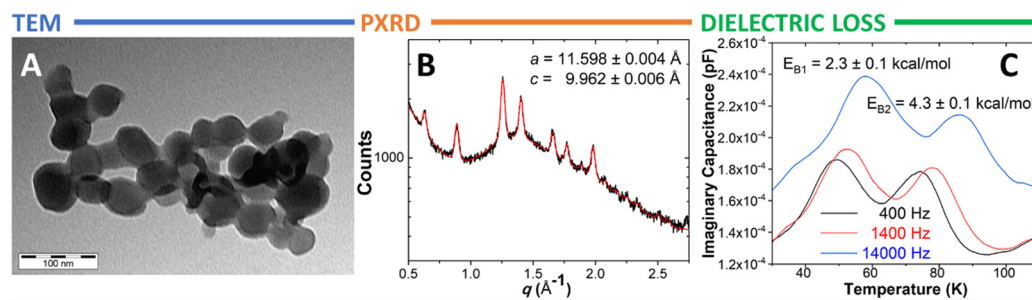 TEM
PXRD
DIELECTRIC LOSS
A
100 nm
B
a = 11.598 ± 0.004 Å
c = 9.962 ± 0.006 Å
Counts
1000
0.5 1.0 1.5 2.0 2.5
q (Å⁻¹)
C
E_B1 = 2.3 ± 0.1 kcal/mol
E_B2 = 4.3 ± 0.1 kcal/mol
Imaginary Capacitance (pF)
2.6x10⁻⁴
2.4x10⁻⁴
2.2x10⁻⁴
2.0x10⁻⁴
1.8x10⁻⁴
1.6x10⁻⁴
1.4x10⁻⁴
1.2x10⁻⁴
400 Hz
1400 Hz
14000 Hz
40 60 80 100
Temperature (K)